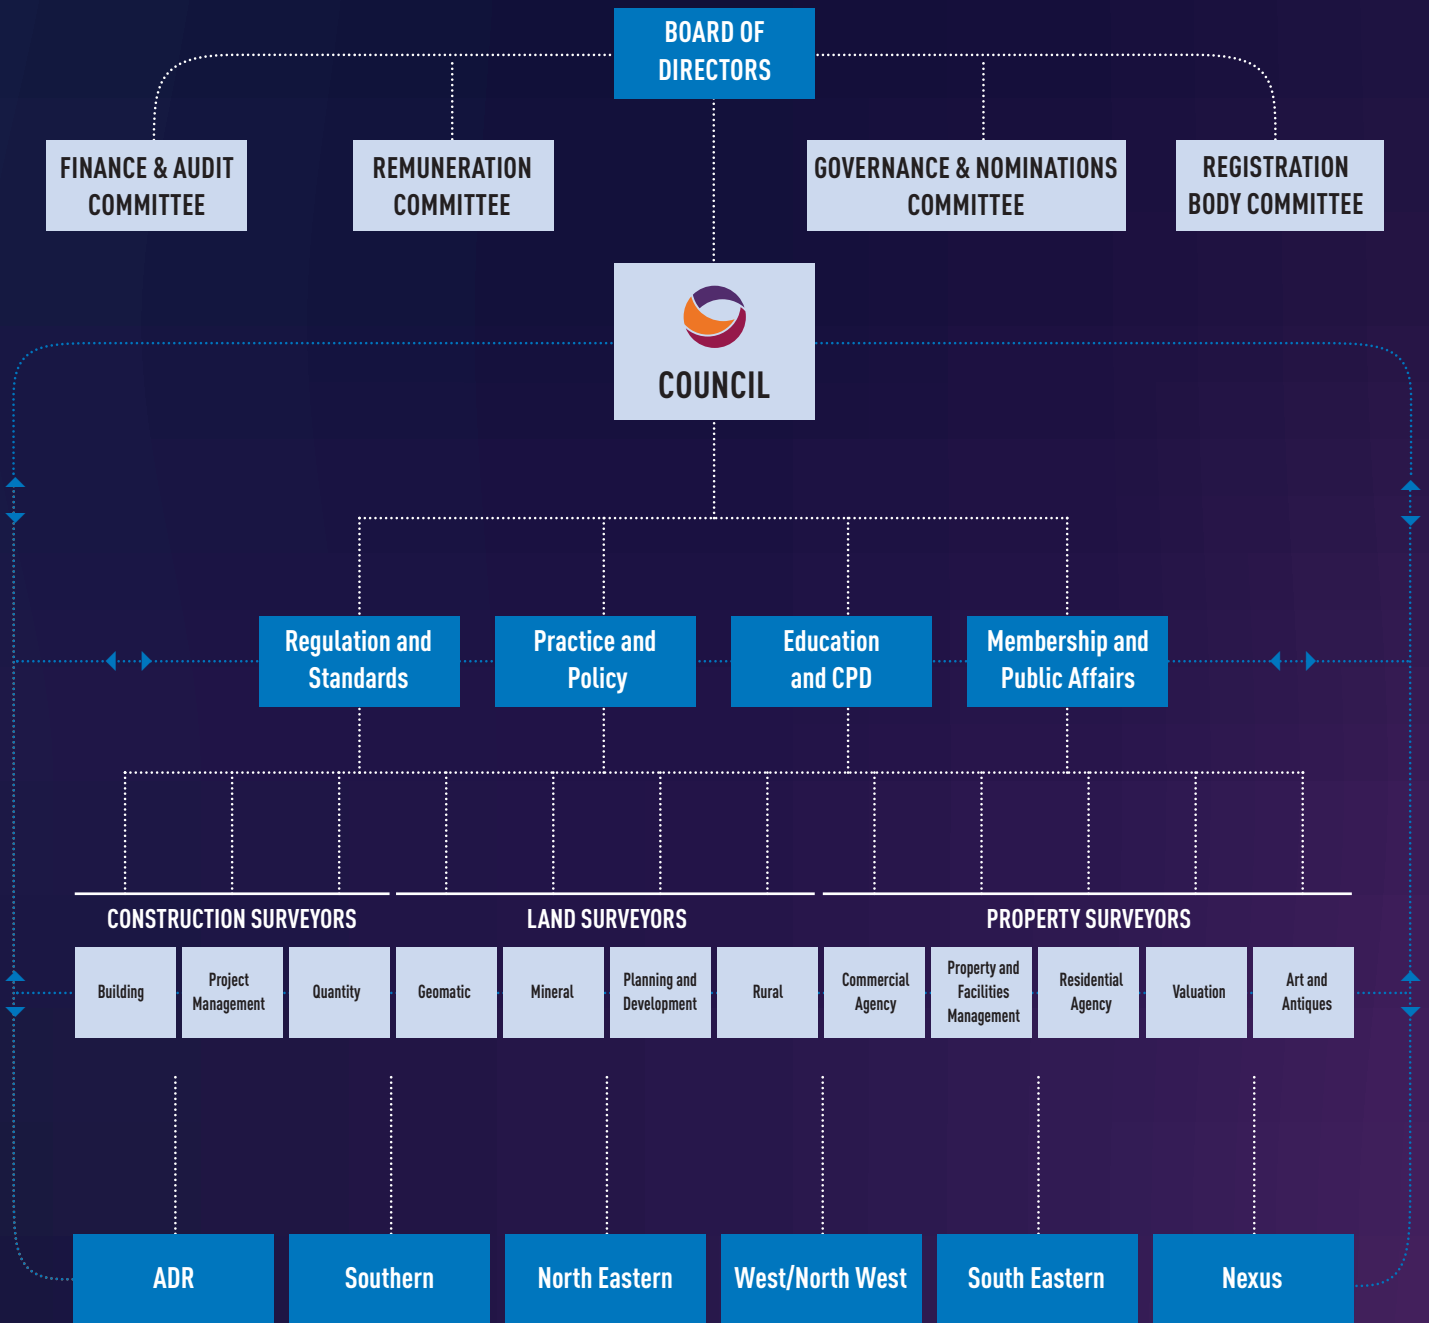 BOARD OF
DIRECTORS
FINANCE & AUDIT
COMMITTEE
REMUNERATION
COMMITTEE
GOVERNANCE & NOMINATIONS
COMMITTEE
REGISTRATION
BODY COMMITTEE
COUNCIL
Regulation and
Standards
Practice and
Policy
Education
and CPD
Membership and
Public Affairs
CONSTRUCTION SURVEYORS
LAND SURVEYORS
PROPERTY SURVEYORS
Building
Project
Management
Quantity
Geomatic
Mineral
Planning and
Development
Rural
Commercial
Agency
Property and
Facilities
Management
Residential
Agency
Valuation
Art and
Antiques
ADR
Southern
North Eastern
West/North West
South Eastern
Nexus